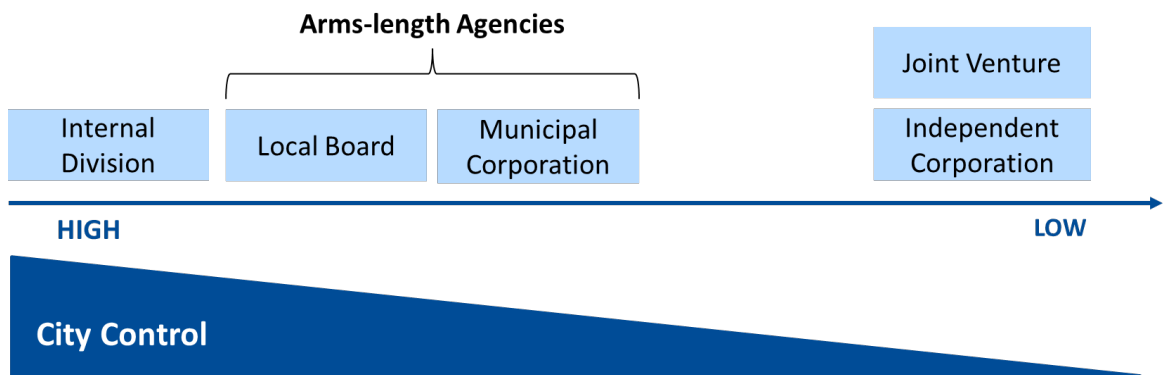 Arms-length Agencies
Joint Venture
Internal
Division
Local Board
Municipal
Corporation
Independent
Corporation
HIGH
LOW
City Control